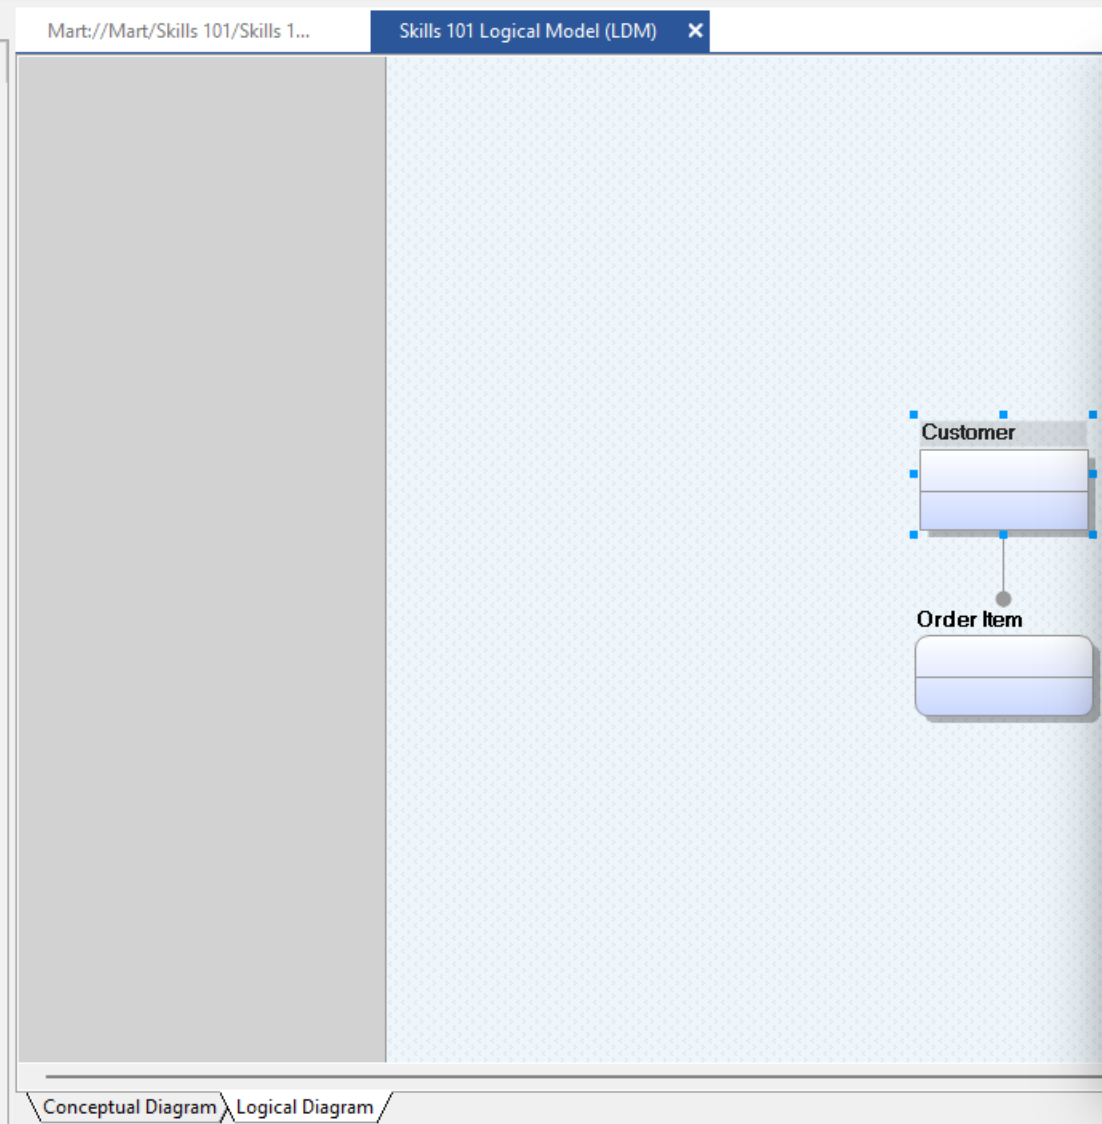 Mart://Mart/Skills 101/Skills 1...
Skills 101 Logical Model (LDM)
Customer
Order Item
Conceptual Diagram
Logical Diagram